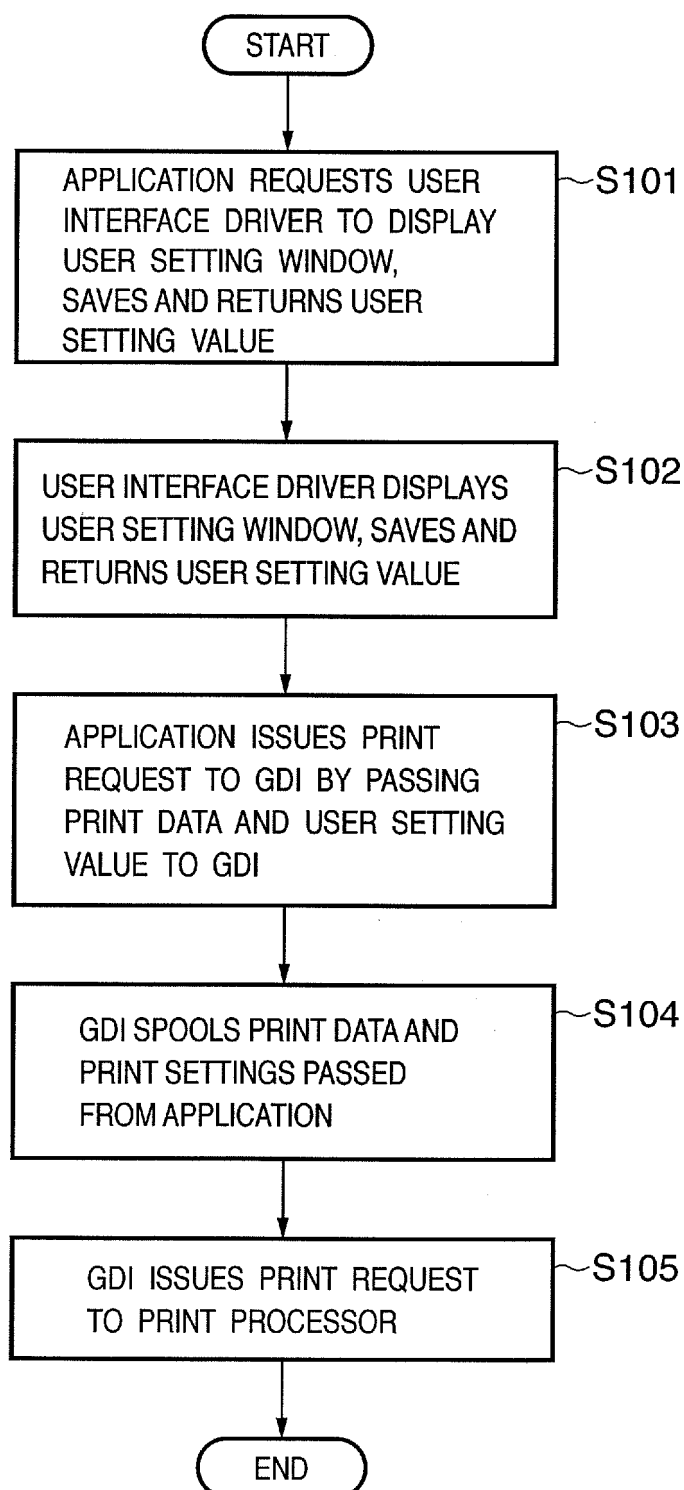 START
APPLICATION REQUESTS USER
INTERFACE DRIVER TO DISPLAY
USER SETTING WINDOW,
SAVES AND RETURNS USER
SETTING VALUE
S101
USER INTERFACE DRIVER DISPLAYS
USER SETTING WINDOW, SAVES AND
RETURNS USER SETTING VALUE
S102
APPLICATION ISSUES PRINT
REQUEST TO GDI BY PASSING
PRINT DATA AND USER SETTING
VALUE TO GDI
S103
GDI SPOOLS PRINT DATA AND
PRINT SETTINGS PASSED
FROM APPLICATION
S104
GDI ISSUES PRINT REQUEST
TO PRINT PROCESSOR
S105
END